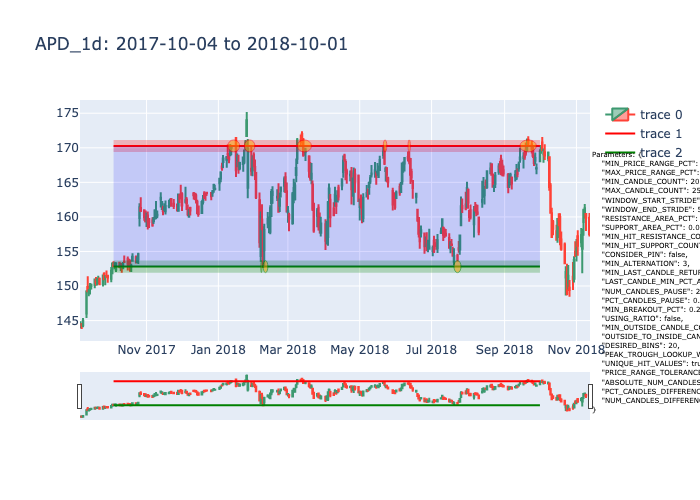 APD_1d: 2017-10-04 to 2018-10-01
175
170
165
160
155
150
145
Nov 2017
Jan 2018
Mar 2018
May 2018
Jul 2018
Sep 2018
Nov 2018
trace 0
trace 1
trace 2
Parameters: {
"MIN_PRICE_RANGE_PCT":
"MAX_PRICE_RANGE_PCT":
"MIN_CANDLE_COUNT": 20
"MAX_CANDLE_COUNT": 25
"WINDOW_START_STRIDE"
"WINDOW_END_STRIDE": 5
"RESISTANCE_AREA_PCT":
"SUPPORT_AREA_PCT": 0.0
"MIN_HIT_RESISTANCE_CO
"MIN_HIT_SUPPORT_COUNT
"CONSIDER_PIN": false,
"MIN_ALTERNATION": 3,
"MIN_LAST_CANDLE_RETUR
"LAST_CANDLE_MIN_PCT_A
"NUM_CANDLES_PAUSE": 2
"PCT_CANDLES_PAUSE": 0.
"MIN_BREAKOUT_PCT": 0.2
"USING_RATIO": false,
"MIN_OUTSIDE_CANDLE_CO
"OUTSIDE_TO_INSIDE_CAN
"DESIRED_BINS": 20,
"PEAK_TROUGH_LOOKUP_W
"UNIQUE_HIT_VALUES": tru
"PRICE_RANGE_TOLERANCE
"ABSOLUTE_NUM_CANDLES
"PCT_CANDLES_DIFFERENC
"NUM_CANDLES_DIFFERENC
}